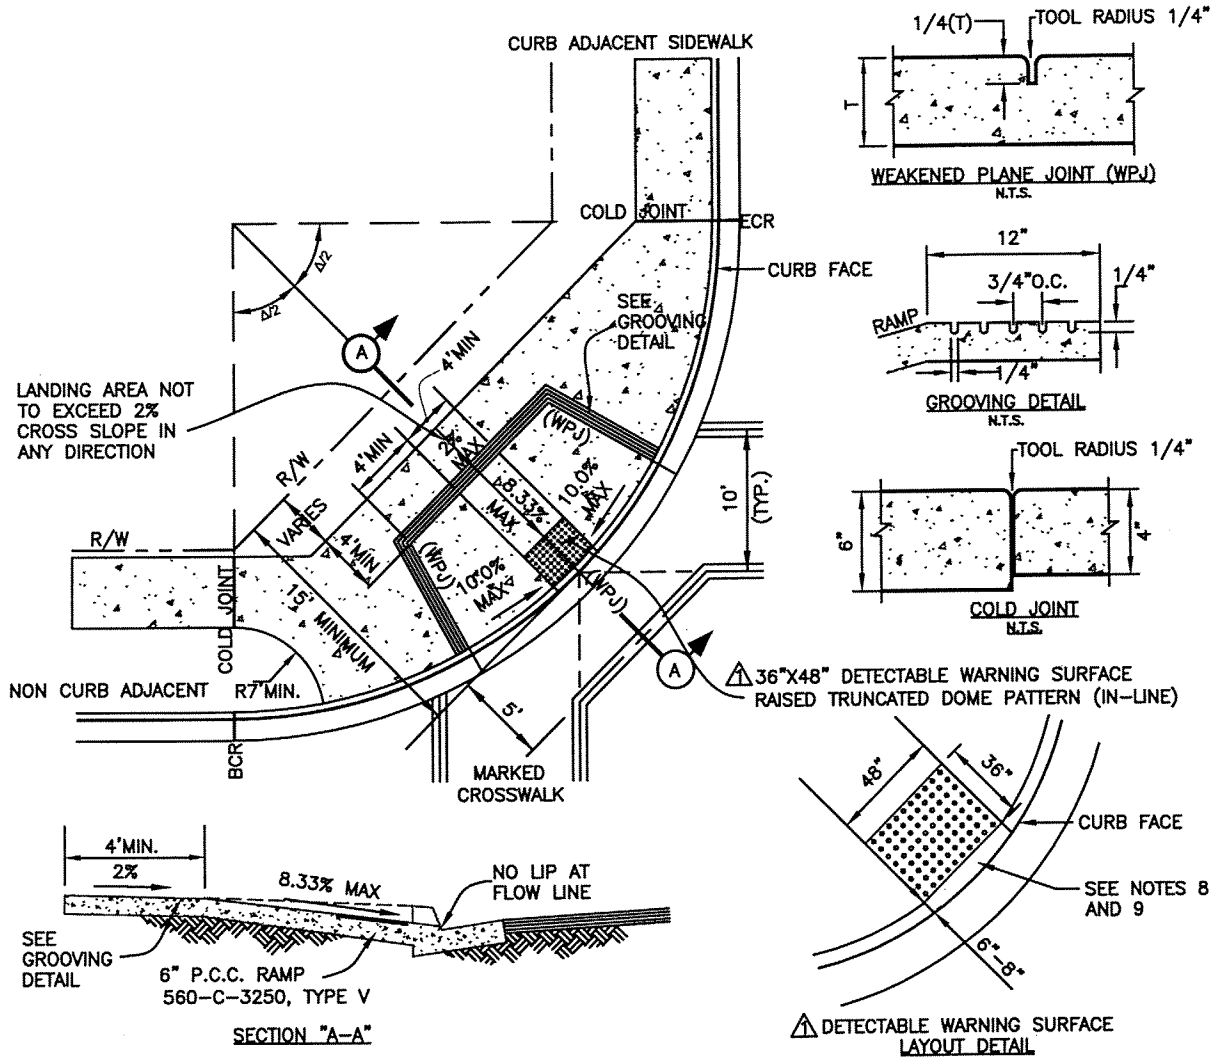 CURB ADJACENT SIDEWALK
COLD JOINT
ECR
CURB FACE
Δ/2
Δ/2
SEE
GROOVING
DETAIL
A
4'MIN
LANDING AREA NOT
TO EXCEED 2%
CROSS SLOPE IN
ANY DIRECTION
4'MIN
2%
MAX
(WPJ)
R/W
VARIES
8.33%
MAX.
10.0%
MAX
10'
(TYP.)
R/W
4'MIN
(WPJ)
10.0%
MAX
(WPJ)
15' MINIMUM
COLD JOINT
NON CURB ADJACENT
R7'MIN.
BCR
5'
A
MARKED
CROSSWALK
1/4(T)
TOOL RADIUS 1/4"
T
WEAKENED PLANE JOINT (WPJ)
N.T.S.
12"
3/4"O.C.
1/4"
RAMP
1/4"
GROOVING DETAIL
N.T.S.
TOOL RADIUS 1/4"
6"
4"
COLD JOINT
N.T.S.
1 36"X48" DETECTABLE WARNING SURFACE
RAISED TRUNCATED DOME PATTERN (IN-LINE)
48"
36"
CURB FACE
SEE NOTES 8
AND 9
6"-8"
1 DETECTABLE WARNING SURFACE
LAYOUT DETAIL
4'MIN.
2%
8.33% MAX
NO LIP AT
FLOW LINE
SEE
GROOVING
DETAIL
6" P.C.C. RAMP
560-C-3250, TYPE V
SECTION "A-A"